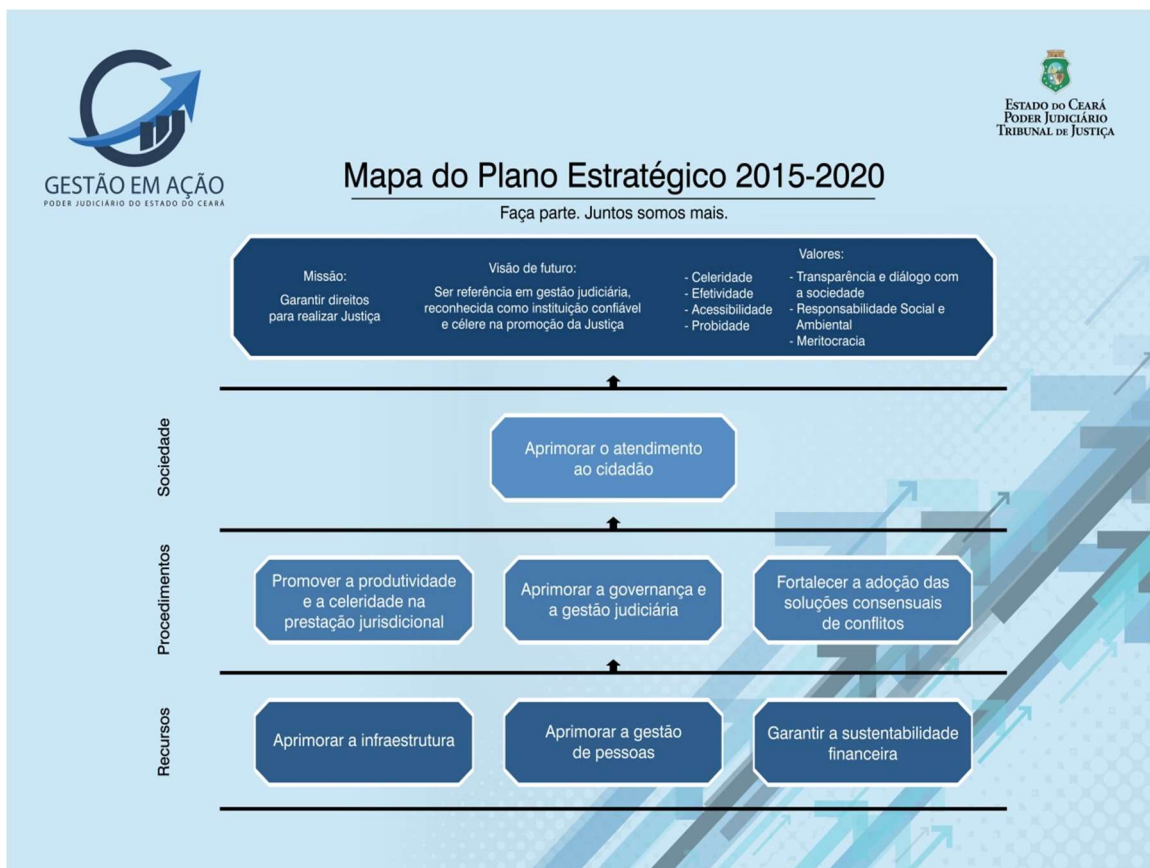 GESTÃO EM AÇÃO
PODER JUDICIÁRIO DO ESTADO DO CEARÁ
ESTADO DO CEARÁ
PODER JUDICIÁRIO
TRIBUNAL DE JUSTIÇA
Mapa do Plano Estratégico 2015-2020
Faça parte. Juntos somos mais.
Missão:
Garantir direitos
para realizar Justiça
Visão de futuro:
Ser referência em gestão judiciária,
reconhecida como instituição confiável
e célere na promoção da Justiça
Valores:
- Celeridade
- Efetividade
- Acessibilidade
- Probidade
- Transparência e diálogo com
a sociedade
- Responsabilidade Social e
Ambiental
- Meritocracia
Sociedade
Aprimorar o atendimento
ao cidadão
Procedimentos
Promover a produtividade
e a celeridade na
prestação jurisdicional
Aprimorar a governança e
a gestão judiciária
Fortalecer a adoção das
soluções consensuais
de conflitos
Recursos
Aprimorar a infraestrutura
Aprimorar a gestão
de pessoas
Garantir a sustentabilidade
financeira